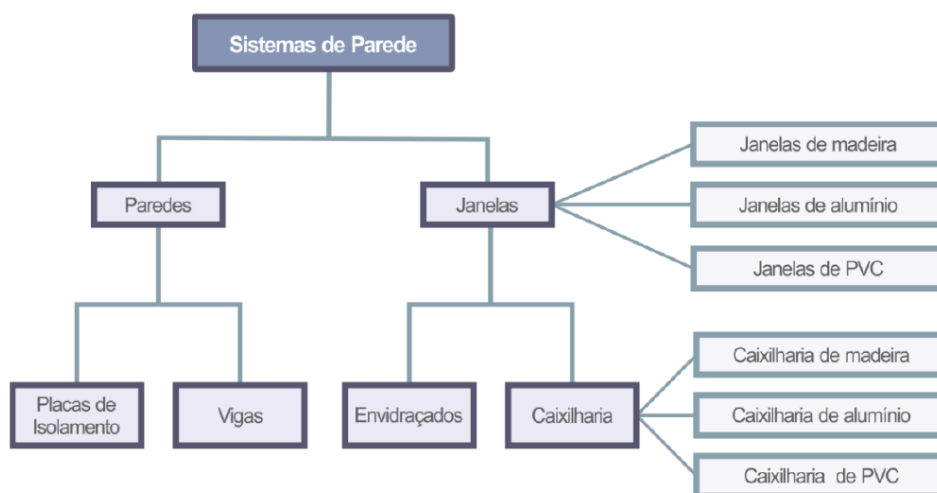 Sistemas de Parede
Paredes
Janelas
Janelas de madeira
Janelas de alumínio
Janelas de PVC
Placas de
Isolamento
Vigas
Envidraçados
Caixilharia
Caixilharia de madeira
Caixilharia de alumínio
Caixilharia de PVC